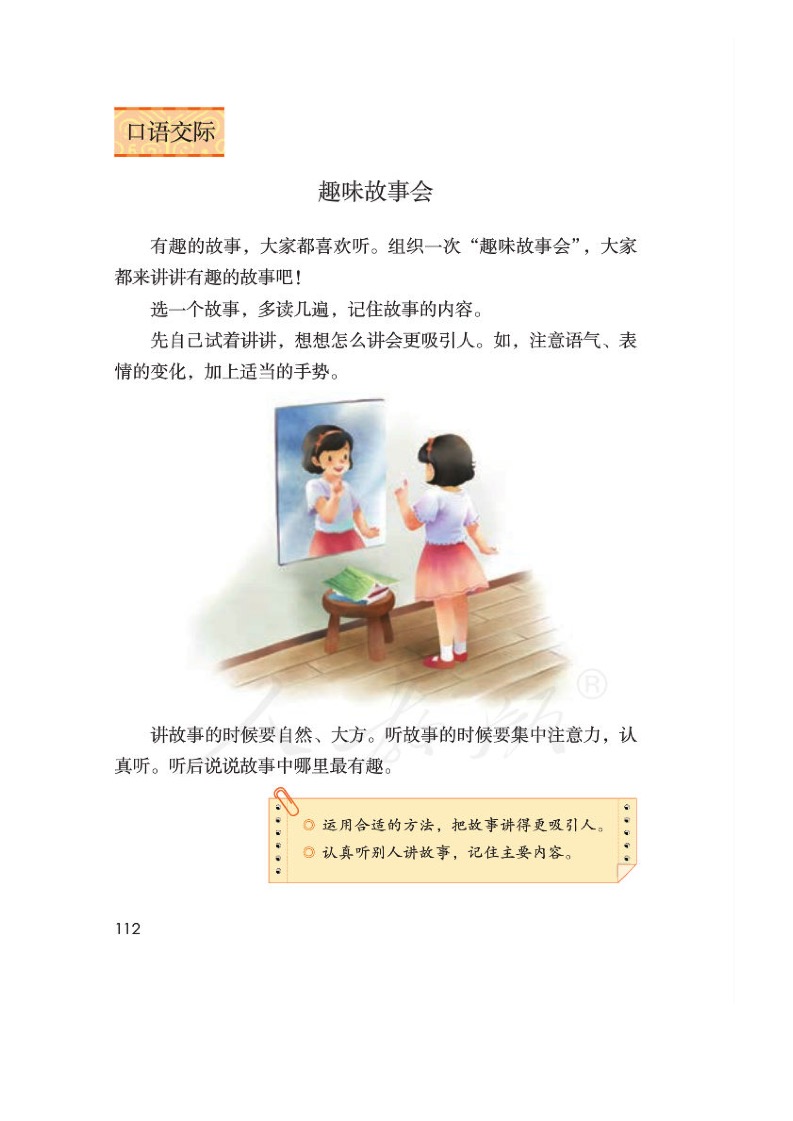 口语交际
趣味故事会
有趣的故事，大家都喜欢听。组织一次“趣味故事会”，大家
都来讲讲有趣的故事吧！
选一个故事，多读几遍，记住故事的内容。
先自己试着讲讲，想想怎么讲会更吸引人。如，注意语气、表
情的变化，加上适当的手势。
®
讲故事的时候要自然、大方。听故事的时候要集中注意力，认
真听。听后说说故事中哪里最有趣。
◎ 运用合适的方法，把故事讲得更吸引人。
◎ 认真听别人讲故事，记住主要内容。
112